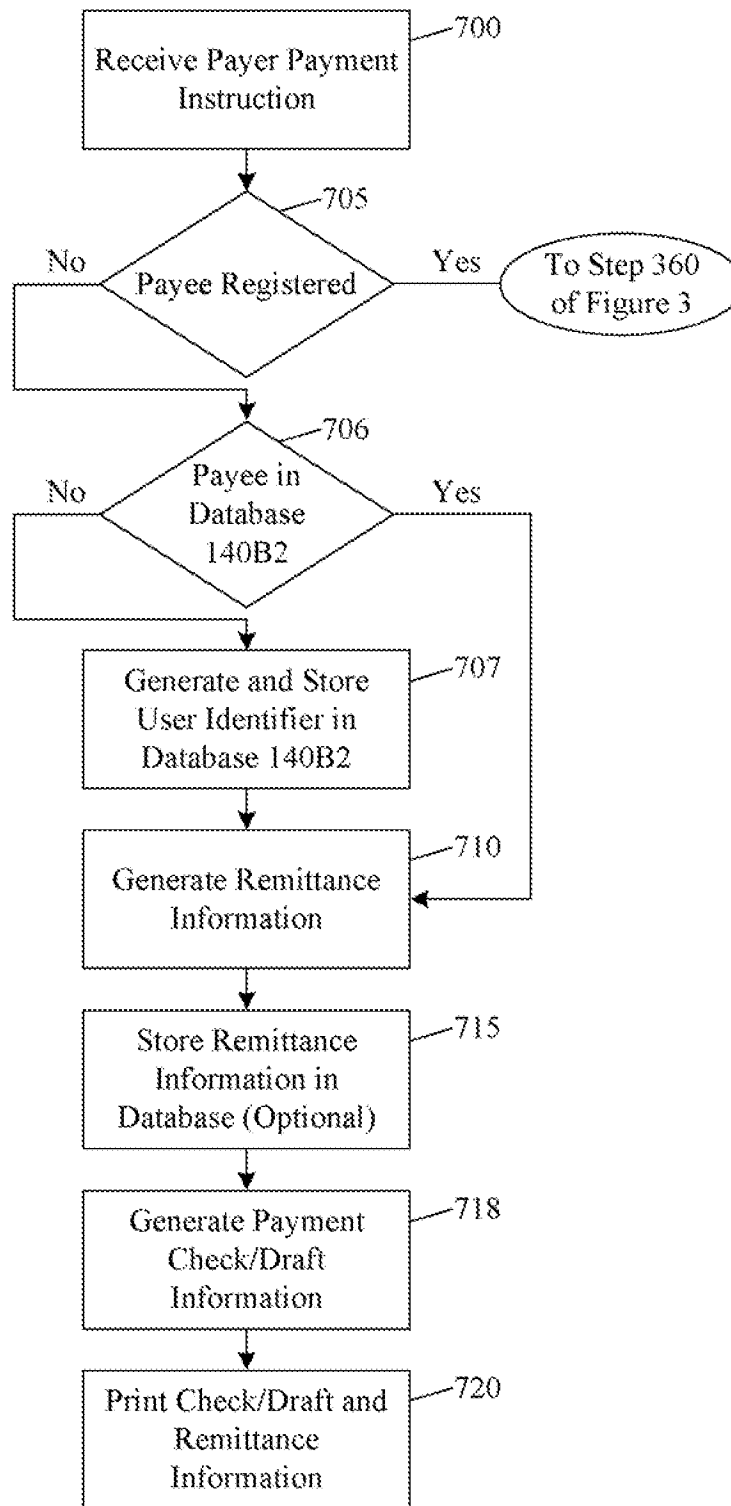 700
Receive Payer Payment
Instruction
705
No
Payee Registered
Yes
To Step 360
of Figure 3
706
No
Payee in
Database
140B2
Yes
707
Generate and Store
User Identifier in
Database 140B2
710
Generate Remittance
Information
715
Store Remittance
Information in
Database (Optional)
718
Generate Payment
Check/Draft
Information
720
Print Check/Draft and
Remittance
Information